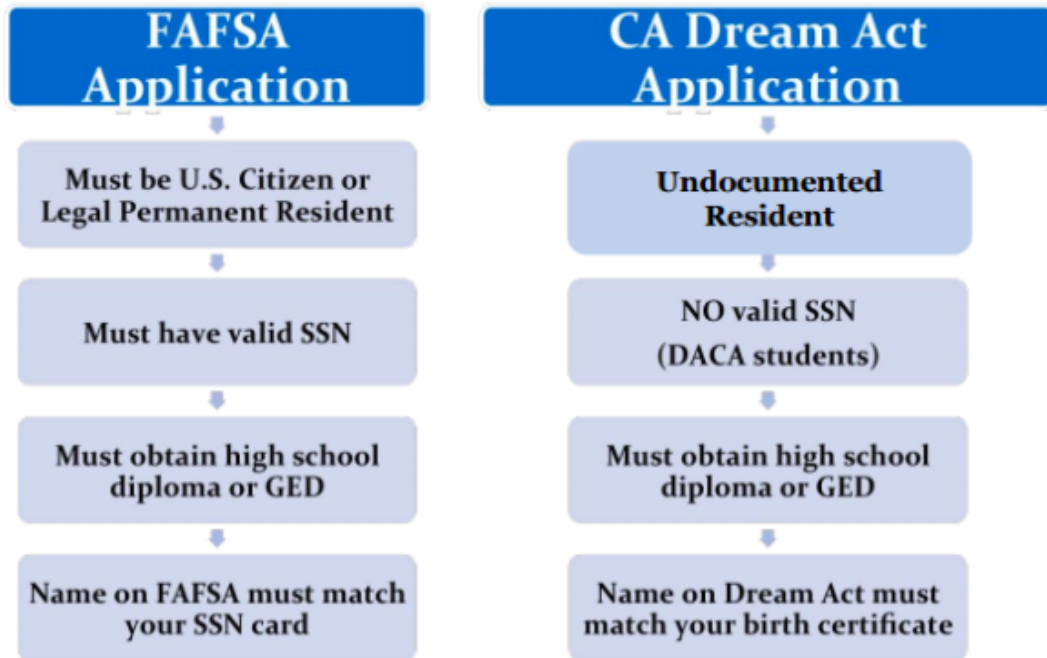 FAFSA
Application
Must be U.S. Citizen or
Legal Permanent Resident
Must have valid SSN
Must obtain high school
diploma or GED
Name on FAFSA must match
your SSN card
CA Dream Act
Application
Undocumented
Resident
NO valid SSN
(DACA students)
Must obtain high school
diploma or GED
Name on Dream Act must
match your birth certificate